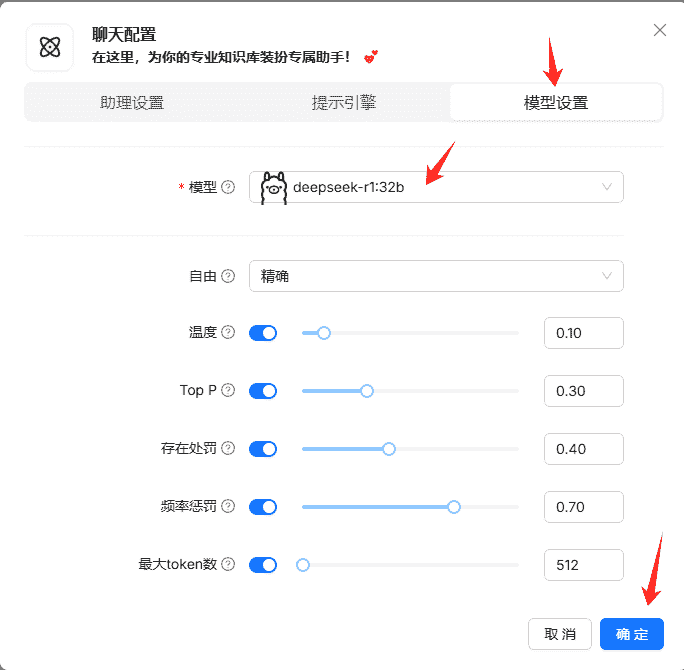 聊天配置
在这里，为你的专业知识库装扮专属助手！ 💕
助理设置
提示引擎
模型设置
* 模型
deepseek-r1:32b
自由
精确
温度
0.10
Top P
0.30
存在处罚
0.40
频率惩罚
0.70
最大token数
512
取 消
确 定